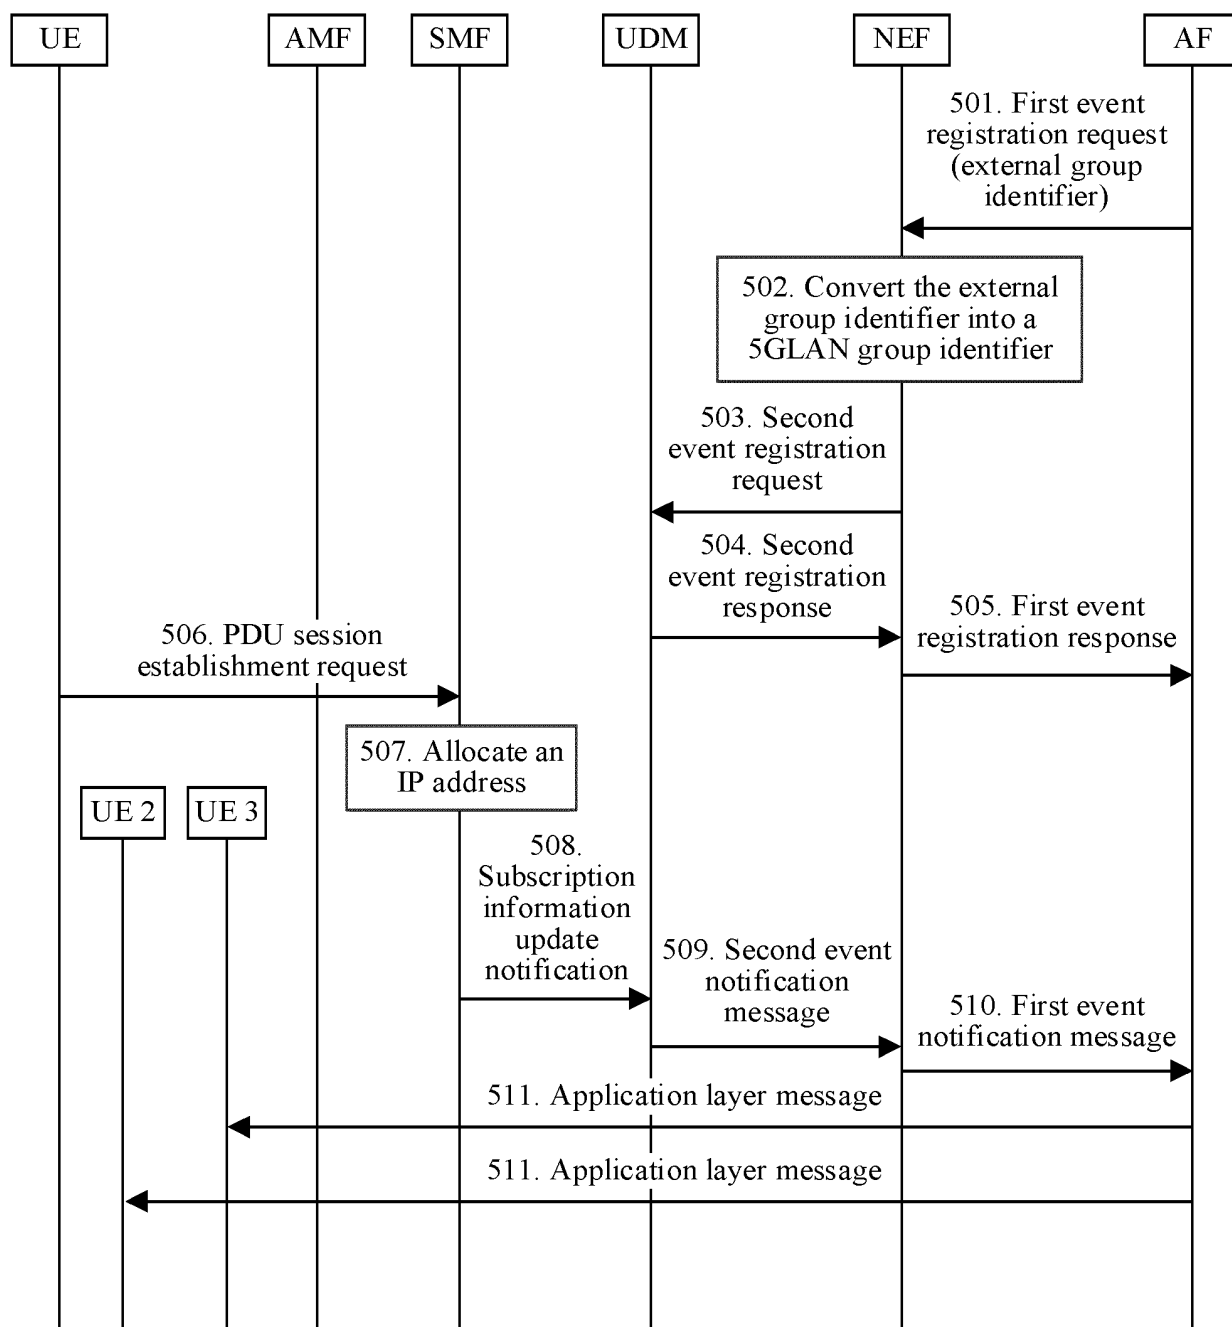 UE
AMF
SMF
UDM
NEF
AF
501. First event
registration request
(external group
identifier)
502. Convert the external
group identifier into a
5GLAN group identifier
503. Second
event registration
request
504. Second
event registration
response
505. First event
registration response
506. PDU session
establishment request
507. Allocate an
IP address
UE 2
UE 3
508.
Subscription
information
update
notification
509. Second event
notification
message
510. First event
notification message
511. Application layer message
511. Application layer message